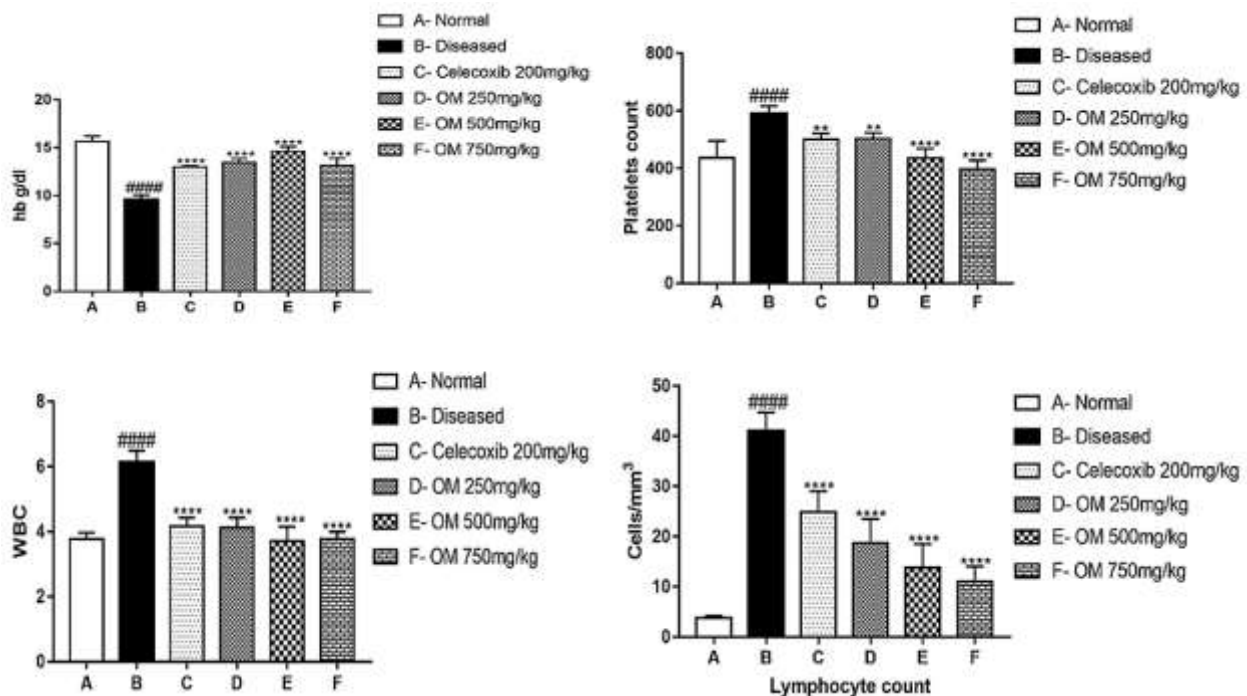 A- Normal
B- Diseased
C- Celecoxib 200mg/kg
D- OM 250mg/kg
E- OM 500mg/kg
F- OM 750mg/kg
20
15
10
5
0
hb g/dl
####
****
****
****
****
A B C D E F
A- Normal
B- Diseased
C- Celecoxib 200mg/kg
D- OM 250mg/kg
E- OM 500mg/kg
F- OM 750mg/kg
800
600
400
200
0
Platelets count
####
**
**
****
****
A B C D E F
A- Normal
B- Diseased
C- Celecoxib 200mg/kg
D- OM 250mg/kg
E- OM 500mg/kg
F- OM 750mg/kg
8
6
4
2
0
WBC
####
****
****
****
****
A B C D E F
A- Normal
B- Diseased
C- Celecoxib 200mg/kg
D- OM 250mg/kg
E- OM 500mg/kg
F- OM 750mg/kg
50
40
30
20
10
0
Cells/mm³
####
****
****
****
****
A B C D E F
Lymphocyte count